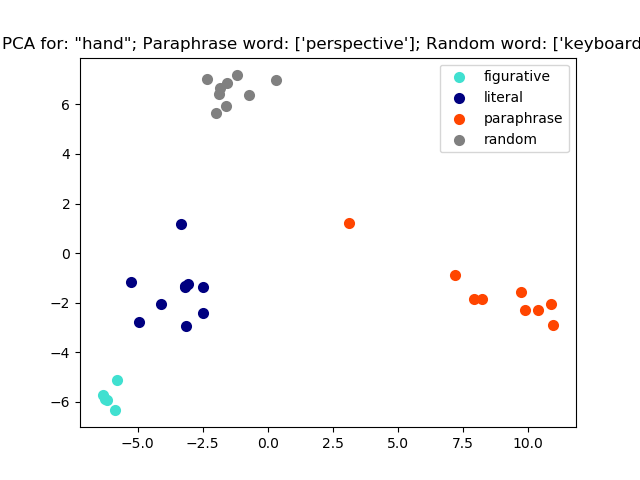 PCA for: "hand"; Paraphrase word: ['perspective']; Random word: ['keyboard
figurative
literal
paraphrase
random
6
4
2
0
−2
−4
−6
−5.0 −2.5 0.0 2.5 5.0 7.5 10.0